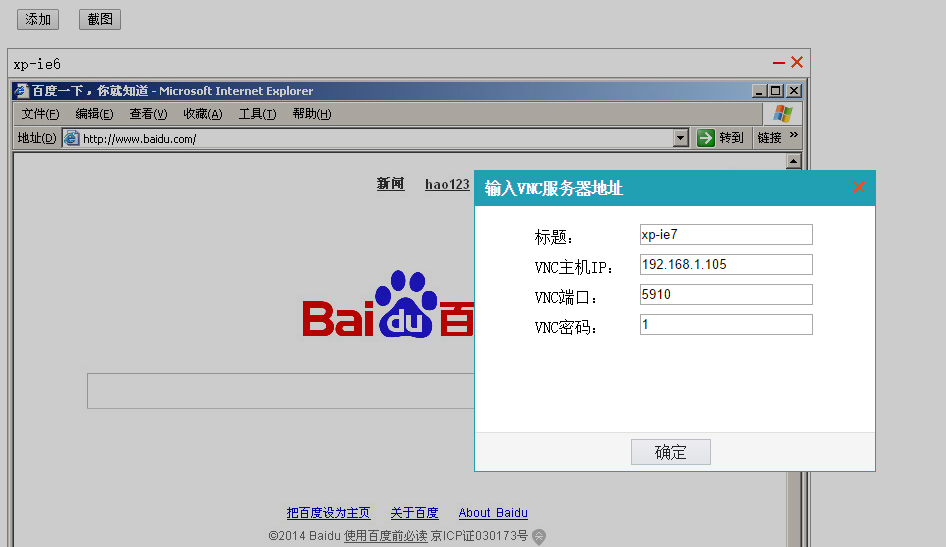 添加 截图
xp-ie6
百度一下，你就知道 - Microsoft Internet Explorer
文件(F) 编辑(E) 查看(V) 收藏(A) 工具(T) 帮助(H)
地址(D) http://www.baidu.com/ 转到 链接 »
新闻 hao123
Bai du 百
输入VNC服务器地址
标题： xp-ie7
VNC主机IP： 192.168.1.105
VNC端口： 5910
VNC密码： 1
确定
把百度设为主页 关于百度 About Baidu
©2014 Baidu 使用百度前必读 京ICP证030173号